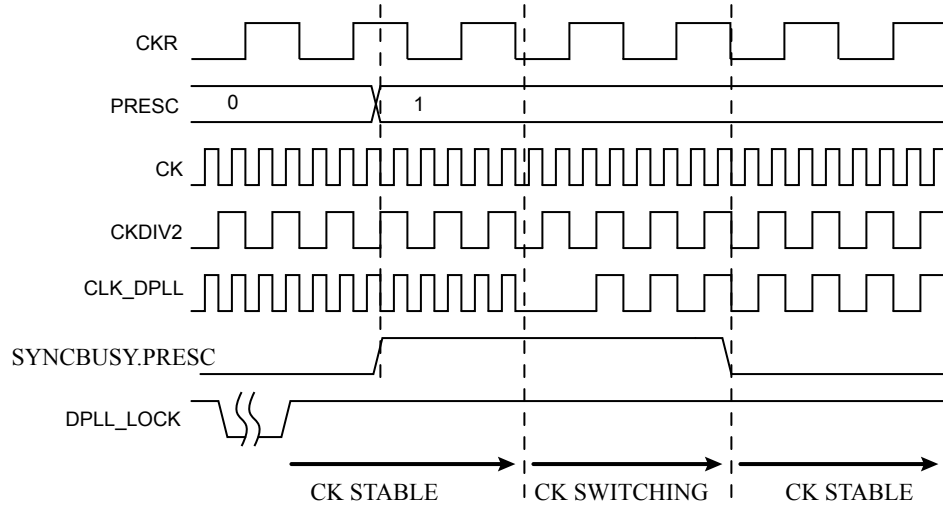 CKR
PRESC 0 1
CK
CKDIV2
CLK_DPLL
SYNCBUSY.PRESC
DPLL_LOCK
CK STABLE CK SWITCHING CK STABLE